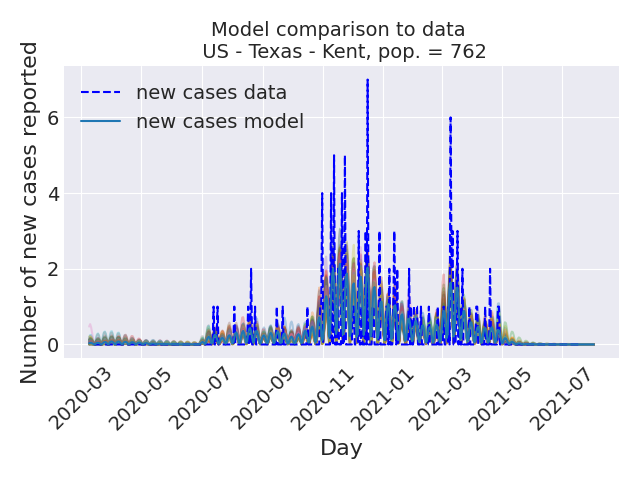 Model comparison to data
US - Texas - Kent, pop. = 762
new cases data
new cases model
Number of new cases reported
6
4
2
0
2020-03
2020-05
2020-07
2020-09
2020-11
2021-01
2021-03
2021-05
2021-07
Day